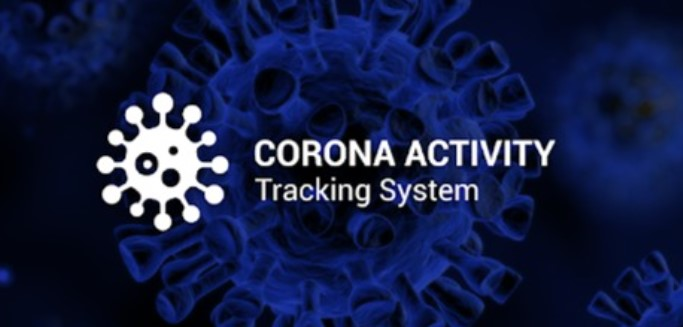 CORONA ACTIVITY
Tracking System